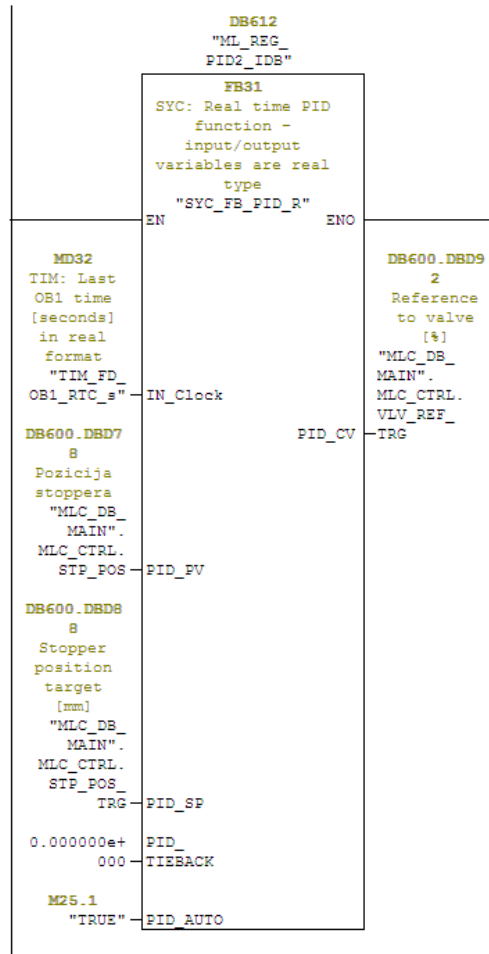 DB612
"ML_REG_
PID2_IDB"
FB31
SYC: Real time PID
function -
input/output
variables are real
type
"SYC_FB_PID_R"
EN ENO
MD32
TIM: Last
OB1 time
[seconds]
in real
format
"TIM_FD_
OB1_RTC_s" IN_Clock
DB600.DBD9
2
Reference
to valve
[%]
"MLC_DB_
MAIN".
MLC_CTRL.
VLV_REF_
PID_CV TRG
DB600.DBD7
8
Pozicija
stoppera
"MLC_DB_
MAIN".
MLC_CTRL.
STP_POS PID_PV
DB600.DBD8
8
Stopper
position
target
[mm]
"MLC_DB_
MAIN".
MLC_CTRL.
STP_POS_
TRG PID_SP
0.000000e+ PID_
000 TIEBACK
M25.1
"TRUE" PID_AUTO